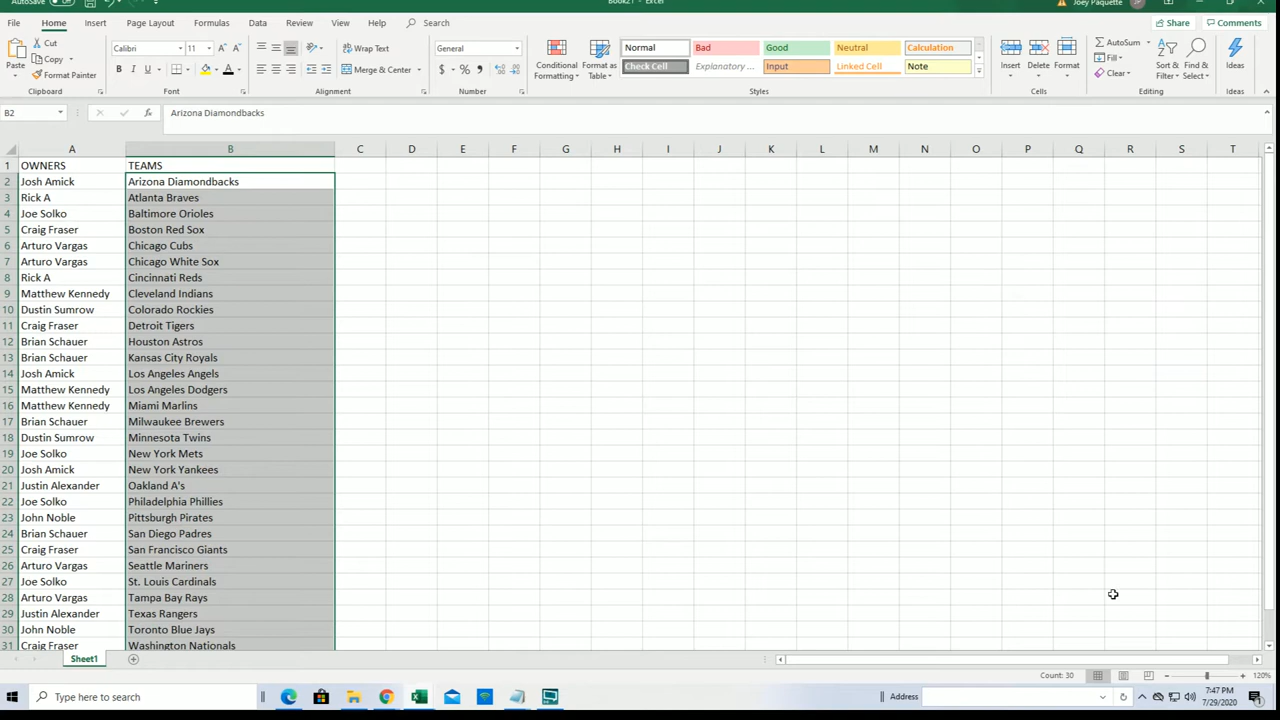 AutoSave Off Book21 - Excel Joey Paquette
File Home Insert Page Layout Formulas Data Review View Help Search Share Comments
Paste Cut Copy Format Painter Clipboard
Calibri 11 B I U Font
Wrap Text Merge & Center Alignment
General $ % Number
Conditional Formatting Format as Table
Normal Bad Good Neutral Calculation
Check Cell Explanatory ... Input Linked Cell Note
Styles
Insert Delete Format Cells
AutoSum Fill Clear Sort & Filter Find & Select Editing
Ideas Ideas
B2 fx Arizona Diamondbacks
A B C D E F G H I J K L M N O P Q R S T
1 OWNERS TEAMS
2 Josh Amick Arizona Diamondbacks
3 Rick A Atlanta Braves
4 Joe Solko Baltimore Orioles
5 Craig Fraser Boston Red Sox
6 Arturo Vargas Chicago Cubs
7 Arturo Vargas Chicago White Sox
8 Rick A Cincinnati Reds
9 Matthew Kennedy Cleveland Indians
10 Dustin Sumrow Colorado Rockies
11 Craig Fraser Detroit Tigers
12 Brian Schauer Houston Astros
13 Brian Schauer Kansas City Royals
14 Josh Amick Los Angeles Angels
15 Matthew Kennedy Los Angeles Dodgers
16 Matthew Kennedy Miami Marlins
17 Brian Schauer Milwaukee Brewers
18 Dustin Sumrow Minnesota Twins
19 Joe Solko New York Mets
20 Josh Amick New York Yankees
21 Justin Alexander Oakland A's
22 Joe Solko Philadelphia Phillies
23 John Noble Pittsburgh Pirates
24 Brian Schauer San Diego Padres
25 Craig Fraser San Francisco Giants
26 Arturo Vargas Seattle Mariners
27 Joe Solko St. Louis Cardinals
28 Arturo Vargas Tampa Bay Rays
29 Justin Alexander Texas Rangers
30 John Noble Toronto Blue Jays
31 Craig Fraser Washington Nationals
Sheet1
Count: 30 120%
Type here to search Address 7:47 PM
7/29/2020